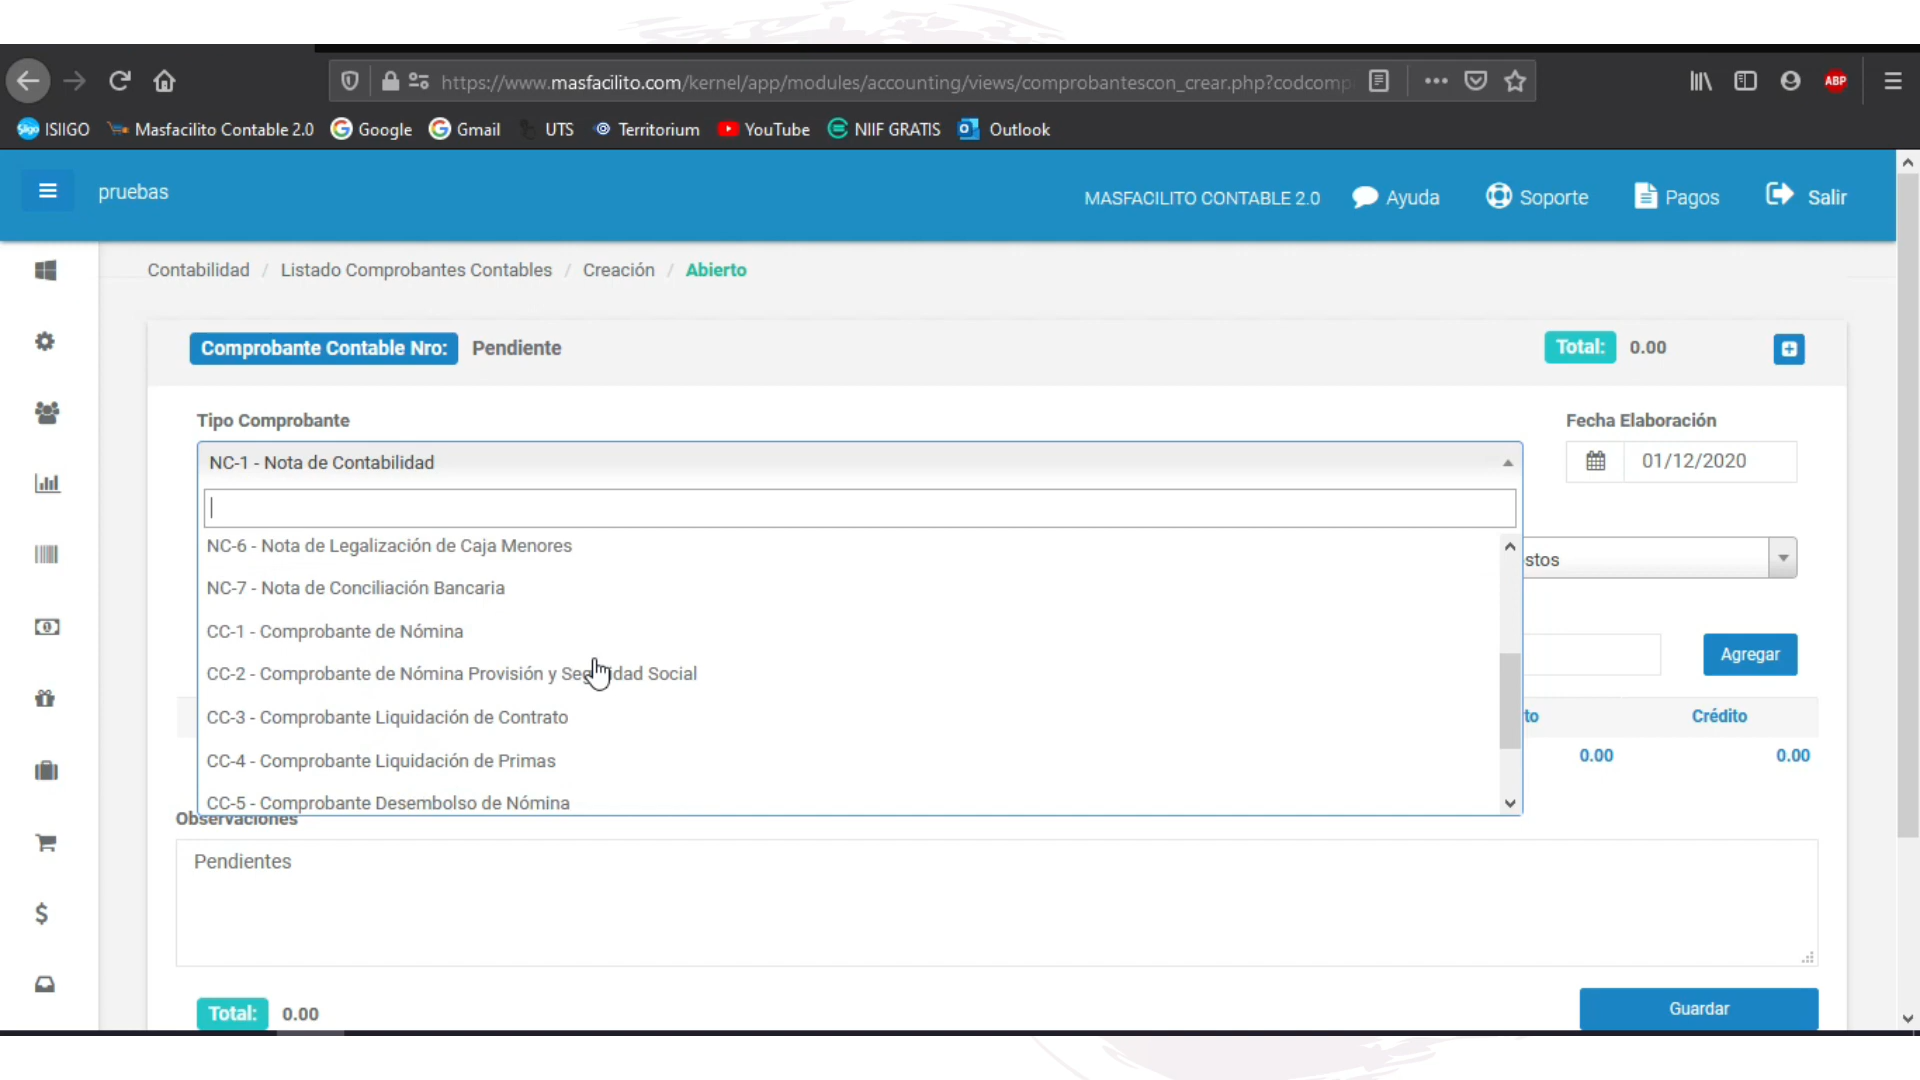 https://www.masfacilito.com/kernel/app/modules/accounting/views/comprobantescon_crear.php?codcomp
ABP
ISIIGO Masfacilito Contable 2.0 Google Gmail UTS Territorium YouTube NIIF GRATIS Outlook
pruebas MASFACILITO CONTABLE 2.0 Ayuda Soporte Pagos Salir
Contabilidad / Listado Comprobantes Contables / Creación / Abierto
Comprobante Contable Nro: Pendiente Total: 0.00
Tipo Comprobante Fecha Elaboración
NC-1 - Nota de Contabilidad 01/12/2020
NC-6 - Nota de Legalización de Caja Menores
stos
NC-7 - Nota de Conciliación Bancaria
CC-1 - Comprobante de Nómina
Agregar
CC-2 - Comprobante de Nómina Provisión y Seguridad Social
CC-3 - Comprobante Liquidación de Contrato to Crédito
CC-4 - Comprobante Liquidación de Primas 0.00 0.00
CC-5 - Comprobante Desembolso de Nómina
Observaciones
Pendientes
Total: 0.00 Guardar